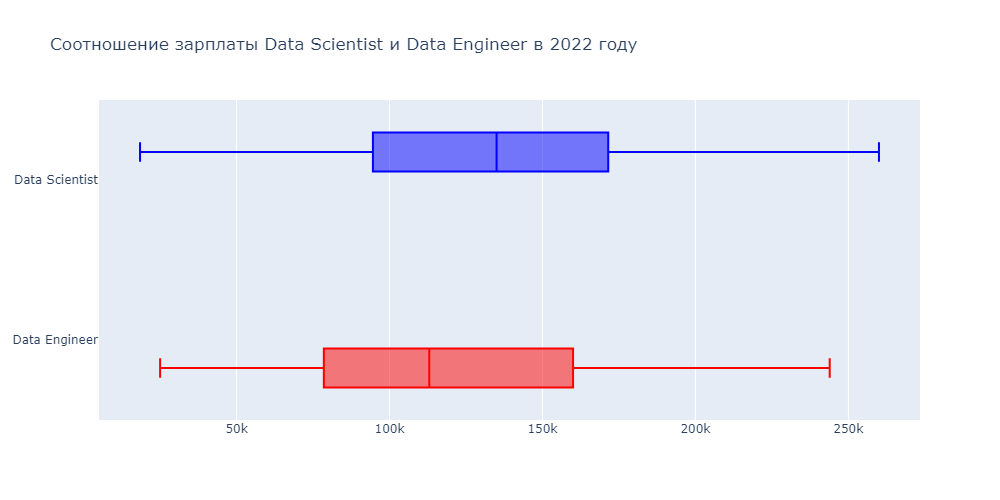 Соотношение зарплаты Data Scientist и Data Engineer в 2022 году
Data Scientist
Data Engineer
50k 100k 150k 200k 250k